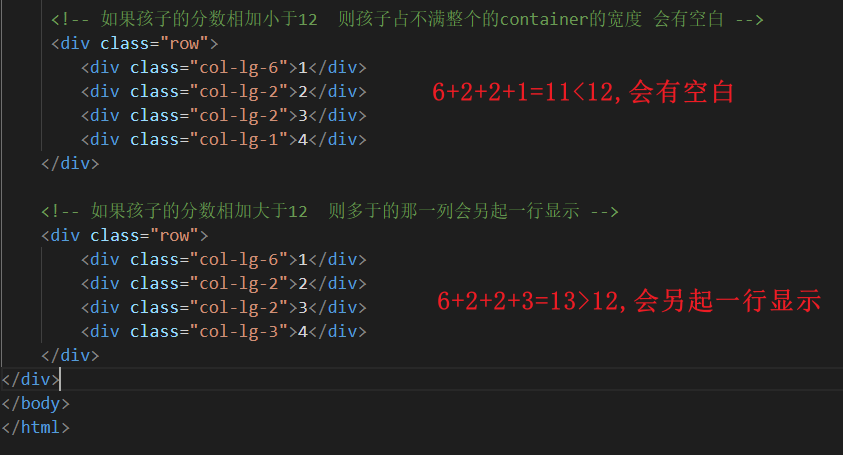 <!-- 如果孩子的分数相加小于12  则孩子占不满整个的container的宽度 会有空白 -->
<div class="row">
<div class="col-lg-6">1</div>
<div class="col-lg-2">2</div>
6+2+2+1=11<12,会有空白
<div class="col-lg-2">3</div>
<div class="col-lg-1">4</div>
</div>
<!-- 如果孩子的分数相加大于12  则多于的那一列会另起一行显示 -->
<div class="row">
<div class="col-lg-6">1</div>
<div class="col-lg-2">2</div>
6+2+2+3=13>12,会另起一行显示
<div class="col-lg-2">3</div>
<div class="col-lg-3">4</div>
</div>
</div>
</body>
</html>